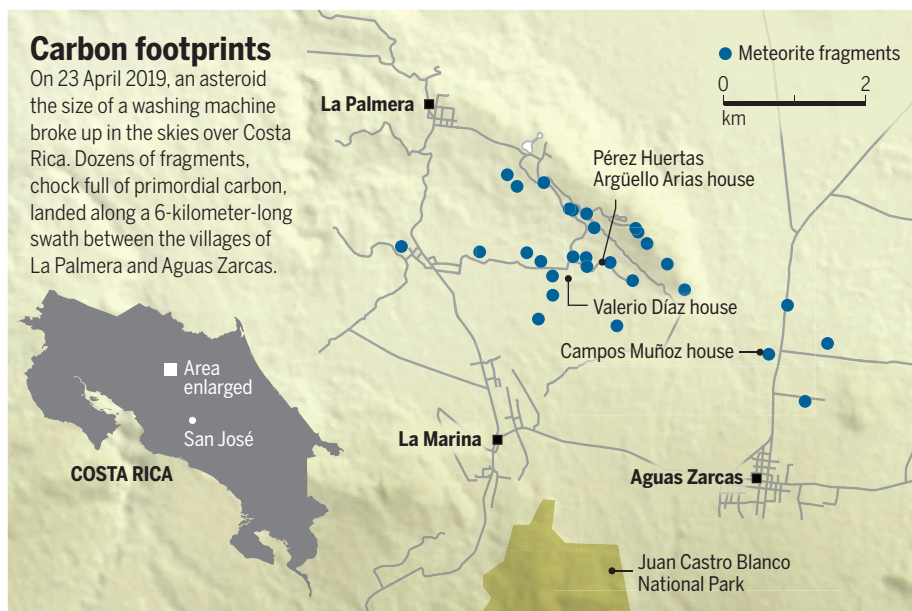 Carbon footprints
On 23 April 2019, an asteroid
the size of a washing machine
broke up in the skies over Costa
Rica. Dozens of fragments,
chock full of primordial carbon,
landed along a 6-kilometer-long
swath between the villages of
La Palmera and Aguas Zarcas.
Meteorite fragments
0 2
km
La Palmera
Pérez Huertas
Argüello Arias house
Valerio Díaz house
Campos Muñoz house
Area
enlarged
San José
COSTA RICA
La Marina
Aguas Zarcas
Juan Castro Blanco
National Park